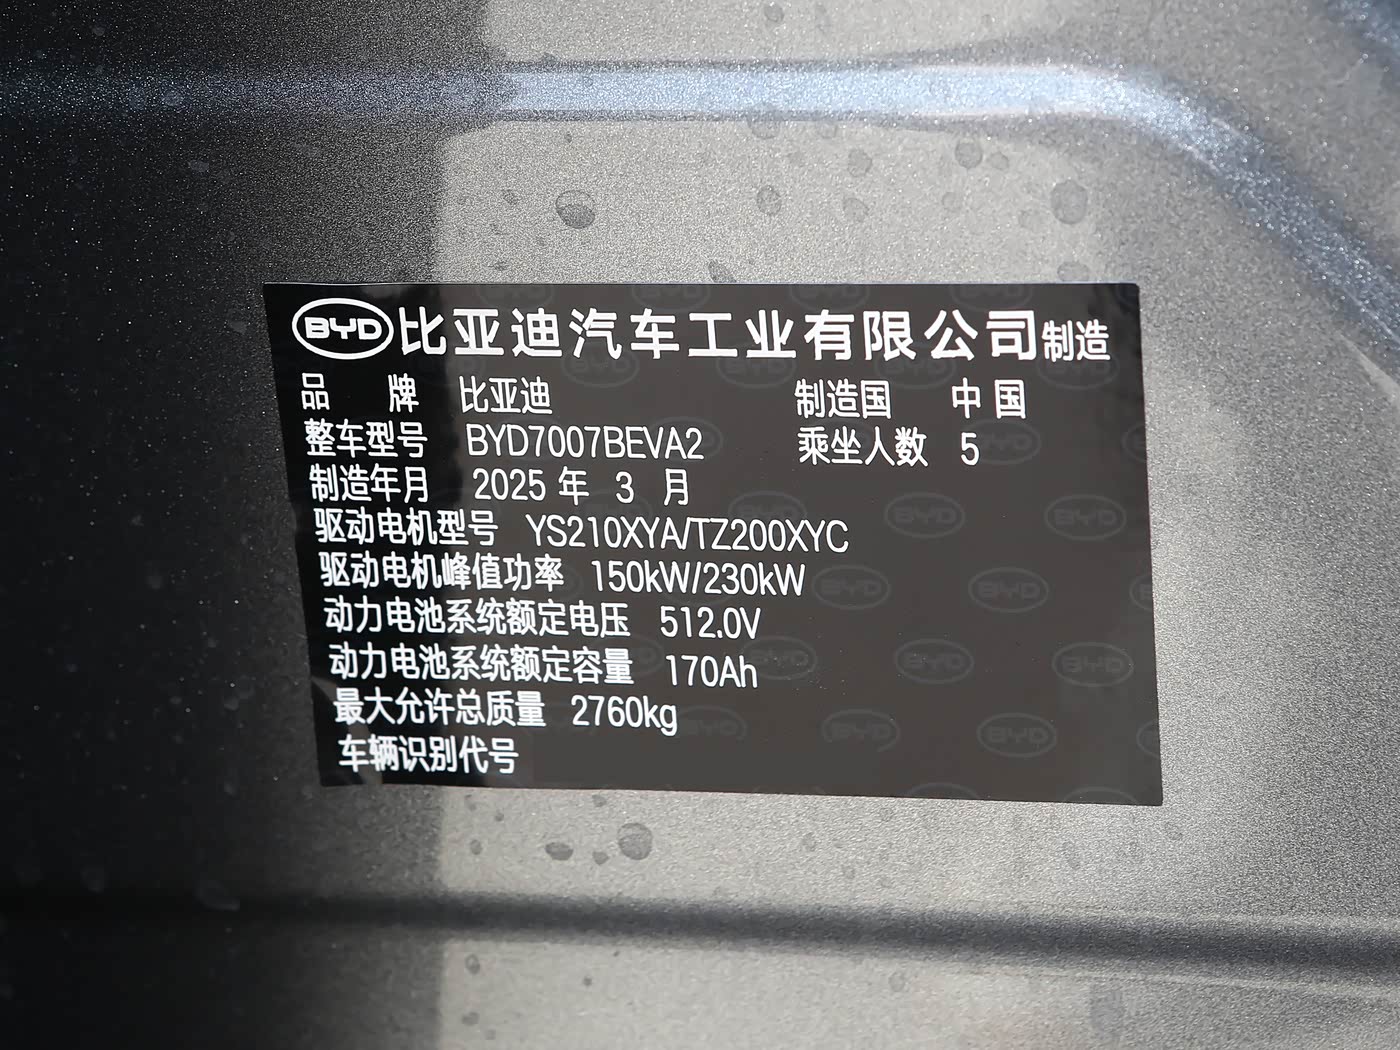 BYD 比亚迪汽车工业有限公司制造
品 牌 比亚迪 制造国 中国
整车型号 BYD7007BEVA2 乘坐人数 5
制造年月 2025 年 3 月
驱动电机型号 YS210XYA/TZ200XYC
驱动电机峰值功率 150kW/230kW
动力电池系统额定电压 512.0V
动力电池系统额定容量 170Ah
最大允许总质量 2760kg
车辆识别代号